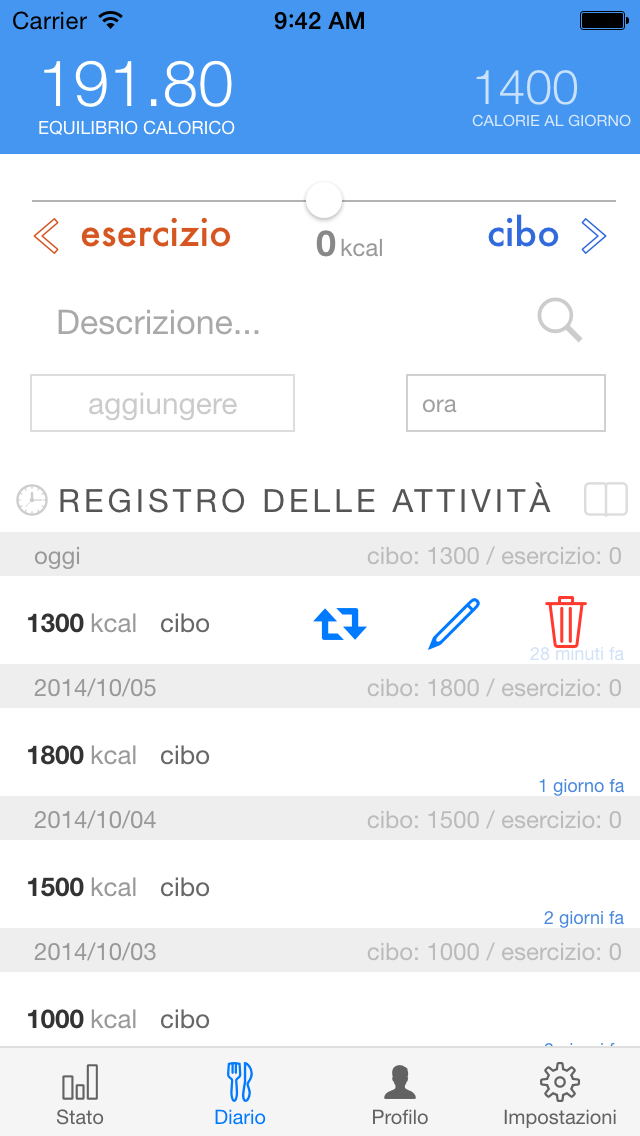 Carrier 9:42 AM
191.80 1400
EQUILIBRIO CALORICO CALORIE AL GIORNO
esercizio 0 kcal cibo
Descrizione...
aggiungere ora
REGISTRO DELLE ATTIVITÀ
oggi cibo: 1300 / esercizio: 0
1300 kcal cibo
28 minuti fa
2014/10/05 cibo: 1800 / esercizio: 0
1800 kcal cibo
1 giorno fa
2014/10/04 cibo: 1500 / esercizio: 0
1500 kcal cibo
2 giorni fa
2014/10/03 cibo: 1000 / esercizio: 0
1000 kcal cibo
Stato Diario Profilo Impostazioni